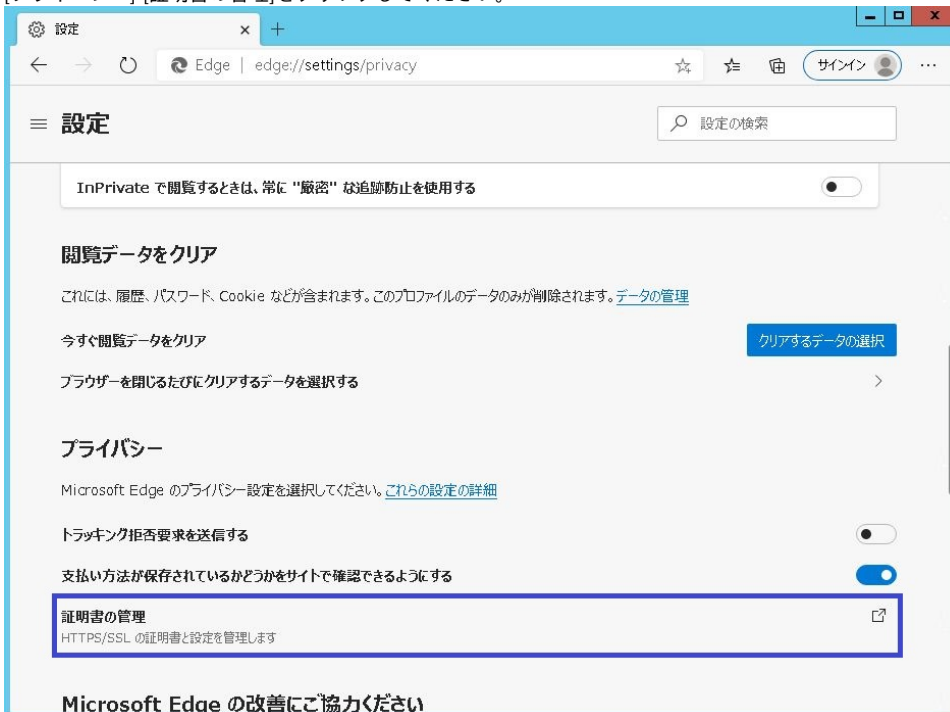 設定
Edge | edge://settings/privacy
サインイン
設定
設定の検索
InPrivate で閲覧するときは、常に "厳密" な追跡防止を使用する
閲覧データをクリア
これには、履歴、パスワード、Cookie などが含まれます。このプロファイルのデータのみが削除されます。データの管理
今すぐ閲覧データをクリア
クリアするデータの選択
ブラウザーを閉じるたびにクリアするデータを選択する
プライバシー
Microsoft Edge のプライバシー設定を選択してください。これらの設定の詳細
トラッキング拒否要求を送信する
支払い方法が保存されているかどうかをサイトで確認できるようにする
証明書の管理
HTTPS/SSL の証明書と設定を管理します
Microsoft Edge の改善にご協力ください